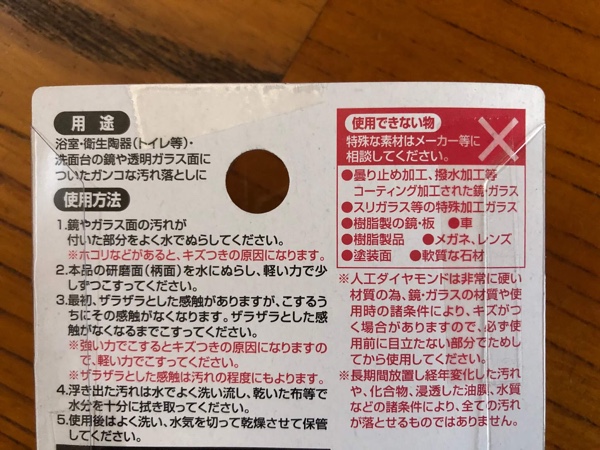 用途
浴室・衛生陶器(トイレ等)・
洗面台の鏡や透明ガラス面に
ついたガンコな汚れ落としに
使用方法
1.鏡やガラス面の汚れが
付いた部分をよく水でぬらしてください。
※ホコリなどがあると、キズつきの原因になります。
2.本品の研磨面(柄面)を水にぬらし、軽い力で少
しずつこすってください。
3.最初、ザラザラとした感触がありますが、こするう
ちにその感触がなくなります。ザラザラとした感
触がなくなるまでこすってください。
※強い力でこするとキズつきの原因になりますの
で、軽い力でこすってください。
※ザラザラとした感触は汚れの程度にもよります。
4.浮き出た汚れは水でよく洗い流し、乾いた布等で
水分を十分に拭き取ってください。
5.使用後はよく洗い、水気を切って乾燥させて保管
してください。
使用できない物
特殊な素材はメーカー等に
相談してください。
●曇り止め加工、撥水加工等
コーティング加工された鏡・ガラス
●スリガラス等の特殊加工ガラス
●樹脂製の鏡・板 ●車
●樹脂製品 ●メガネ、レンズ
●塗装面 ●軟質な石材
※人工ダイヤモンドは非常に硬い
材質の為、鏡・ガラスの材質や使
用時の諸条件により、キズがつ
く場合がありますので、必ず使
用前に目立たない部分でためし
てから使用してください。
※長期間放置し経年変化した汚れ
や、化合物、浸透した油膜、水質
などの諸条件により、全ての汚れ
が落とせるものではありません。